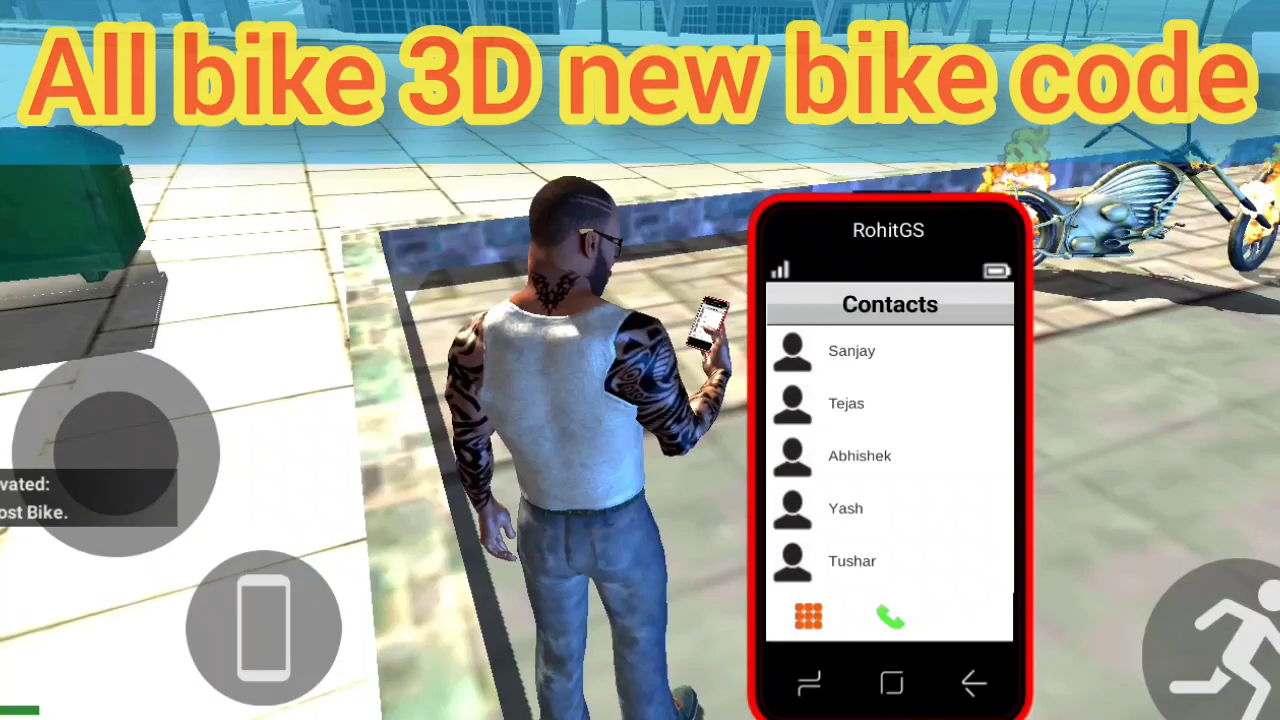 All bike 3D new bike code
RohitGS
Contacts
Sanjay
Tejas
Abhishek
Yash
Tushar
vated:
ost Bike.